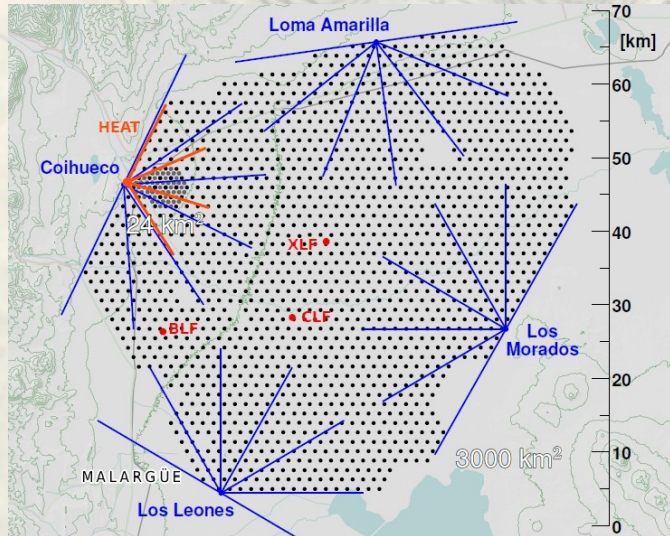 Loma Amarilla
70
[km]
60
HEAT
50
Coihueco
24 km²
40
XLF
30
BLF
CLF
Los
Morados
20
10
3000 km²
MALARGÜE
Los Leones
0